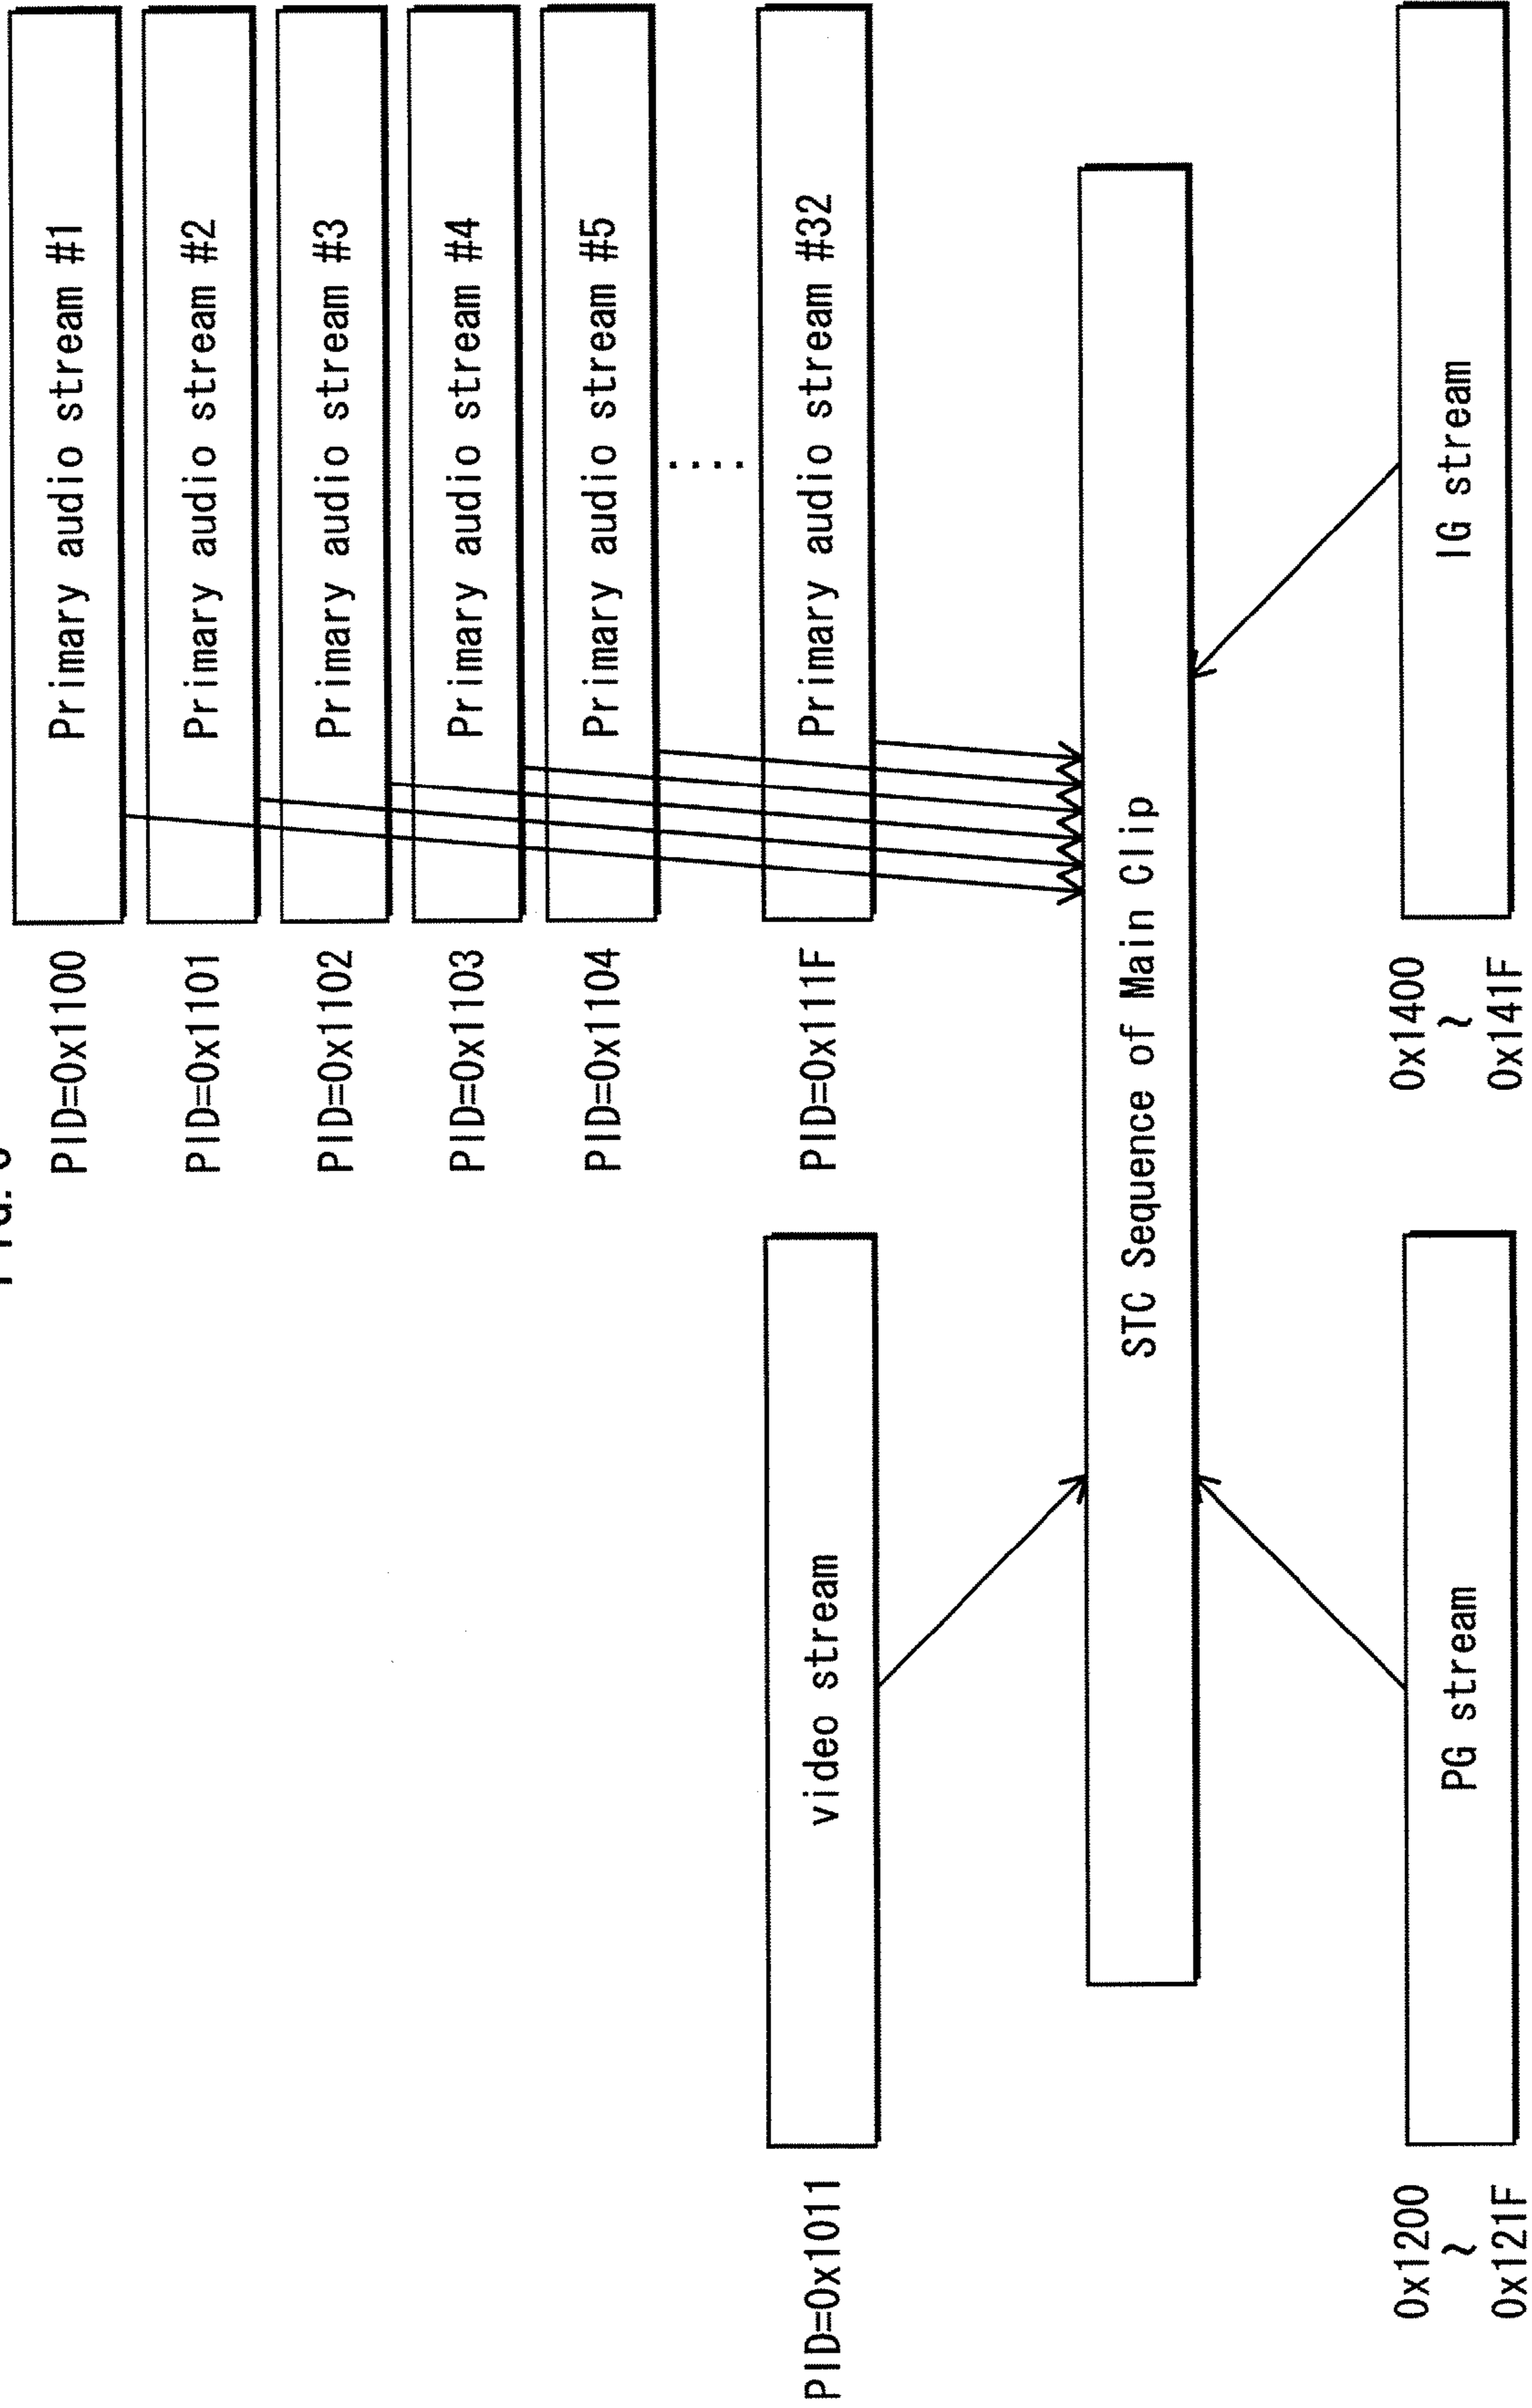 PID=0x1100
Primary audio stream #1
PID=0x1101
Primary audio stream #2
PID=0x1102
Primary audio stream #3
PID=0x1103
Primary audio stream #4
PID=0x1104
Primary audio stream #5
....
PID=0x1011
video stream
PID=0x111F
Primary audio stream #32
STC Sequence of Main Clip
0x1200
~
0x121F
PG stream
0x1400
~
0x141F
IG stream